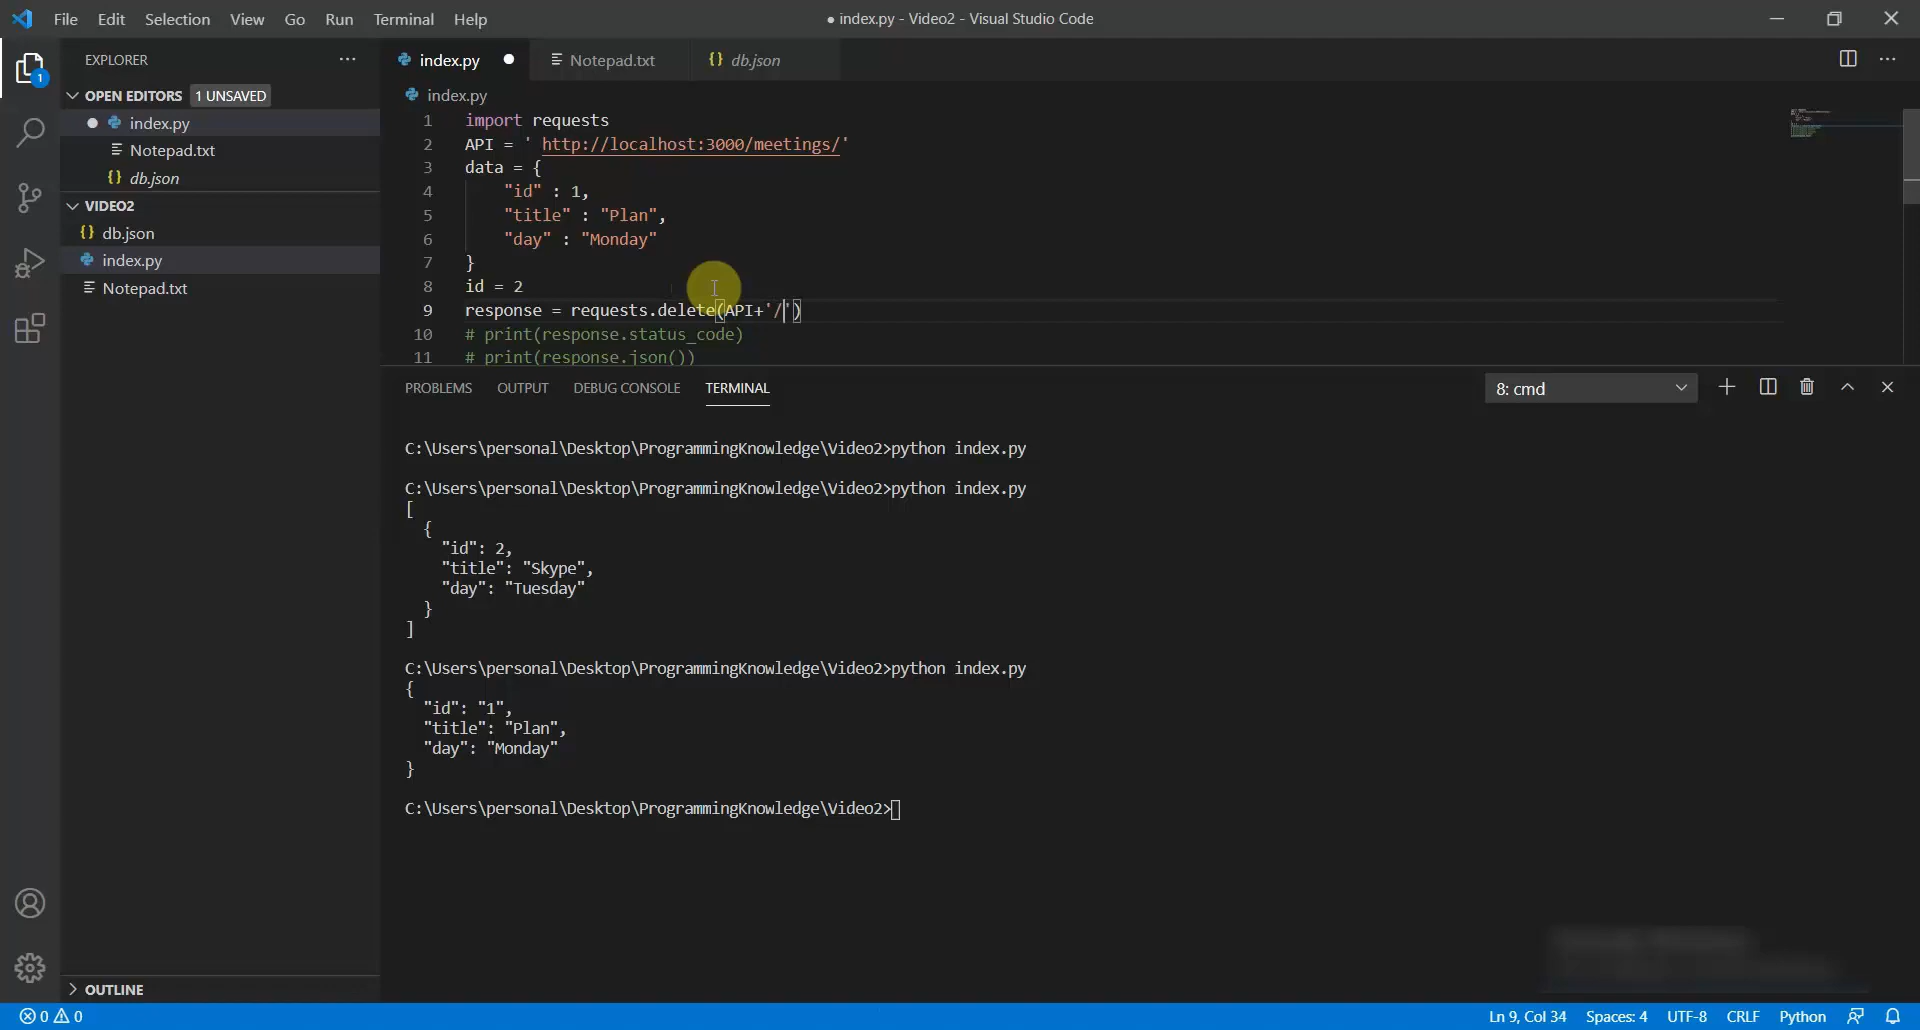 File Edit Selection View Go Run Terminal Help
● index.py - Video2 - Visual Studio Code
EXPLORER
index.py
Notepad.txt
db.json
1
OPEN EDITORS 1 UNSAVED
index.py
Notepad.txt
db.json
VIDEO2
db.json
index.py
Notepad.txt
OUTLINE
index.py
1 import requests
2 API = ' http://localhost:3000/meetings/'
3 data = {
4 "id" : 1,
5 "title" : "Plan",
6 "day" : "Monday"
7 }
8 id = 2
9 response = requests.delete(API+'/')
10 # print(response.status_code)
11 # print(response.json())
PROBLEMS OUTPUT DEBUG CONSOLE TERMINAL
8: cmd
C:\Users\personal\Desktop\ProgrammingKnowledge\Video2>python index.py
C:\Users\personal\Desktop\ProgrammingKnowledge\Video2>python index.py
[
{
"id": 2,
"title": "Skype",
"day": "Tuesday"
}
]
C:\Users\personal\Desktop\ProgrammingKnowledge\Video2>python index.py
{
"id": "1",
"title": "Plan",
"day": "Monday"
}
C:\Users\personal\Desktop\ProgrammingKnowledge\Video2>
0 0
Ln 9, Col 34 Spaces: 4 UTF-8 CRLF Python